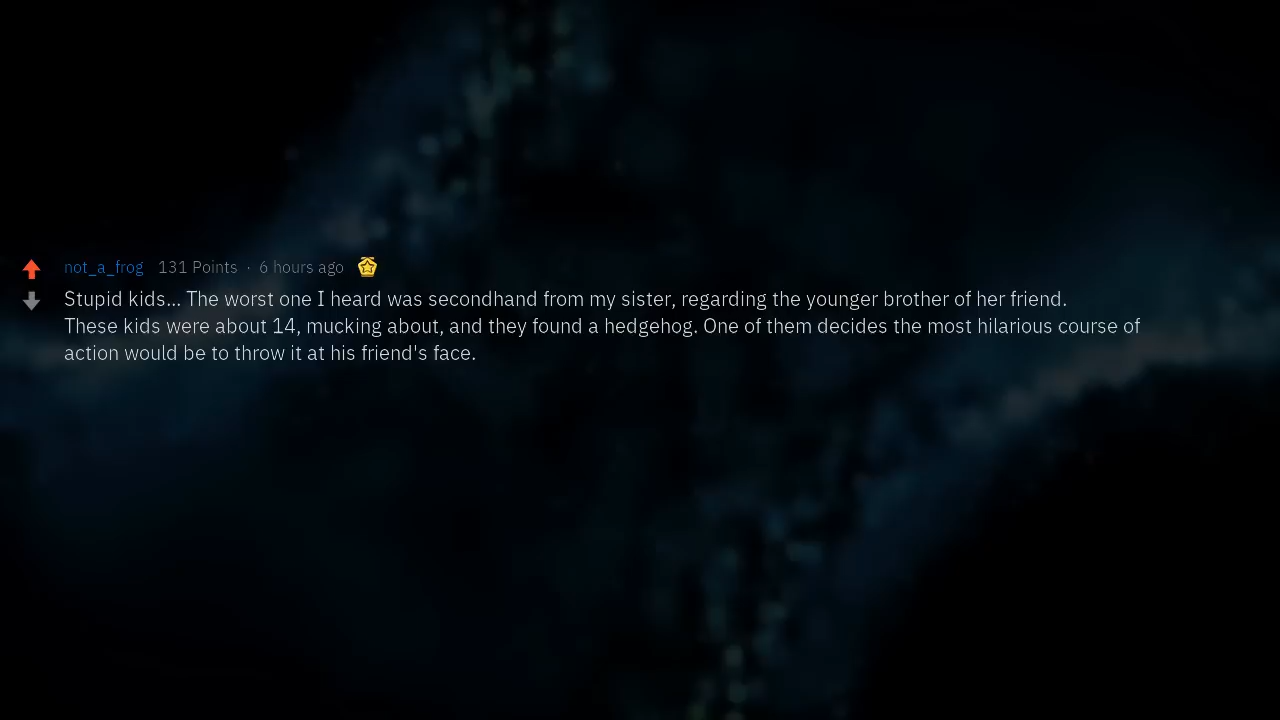 not_a_frog 131 Points · 6 hours ago
Stupid kids... The worst one I heard was secondhand from my sister, regarding the younger brother of her friend.
These kids were about 14, mucking about, and they found a hedgehog. One of them decides the most hilarious course of
action would be to throw it at his friend's face.